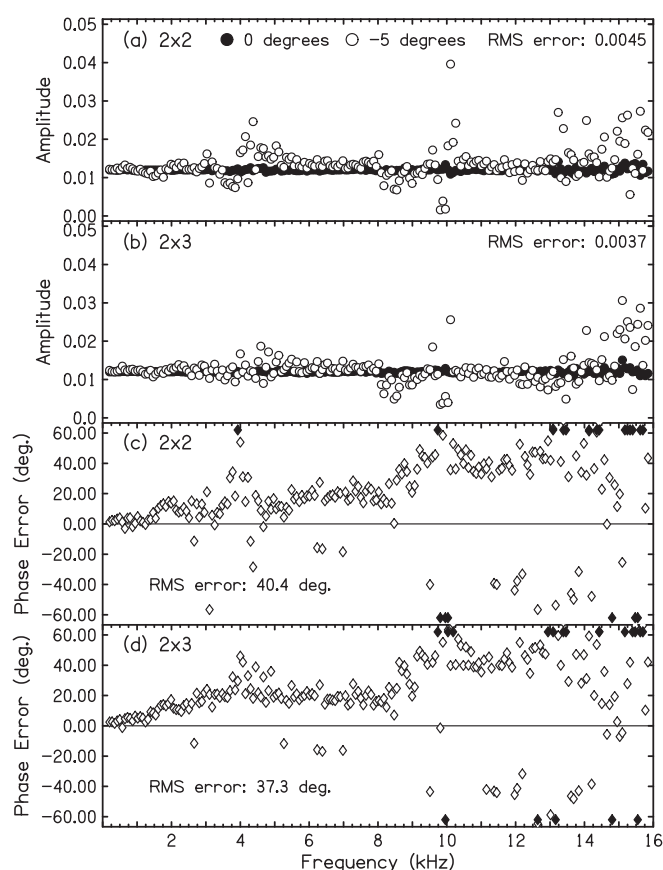 0.05
(a) 2x2 ● 0 degrees ○ -5 degrees RMS error: 0.0045
0.04
0.03
Amplitude
0.02
0.01
0.00
0.05
(b) 2x3 RMS error: 0.0037
0.04
0.03
Amplitude
0.02
0.01
0.0
60.00
(c) 2x2
40.00
20.00
Phase Error (deg.)
0.00
-20.00
-40.00
RMS error: 40.4 deg.
-60.00
60.00
(d) 2x3
40.00
20.00
Phase Error (deg.)
0.00
-20.00
-40.00
RMS error: 37.3 deg.
-60.00
2 4 6 8 10 12 14 16
Frequency (kHz)